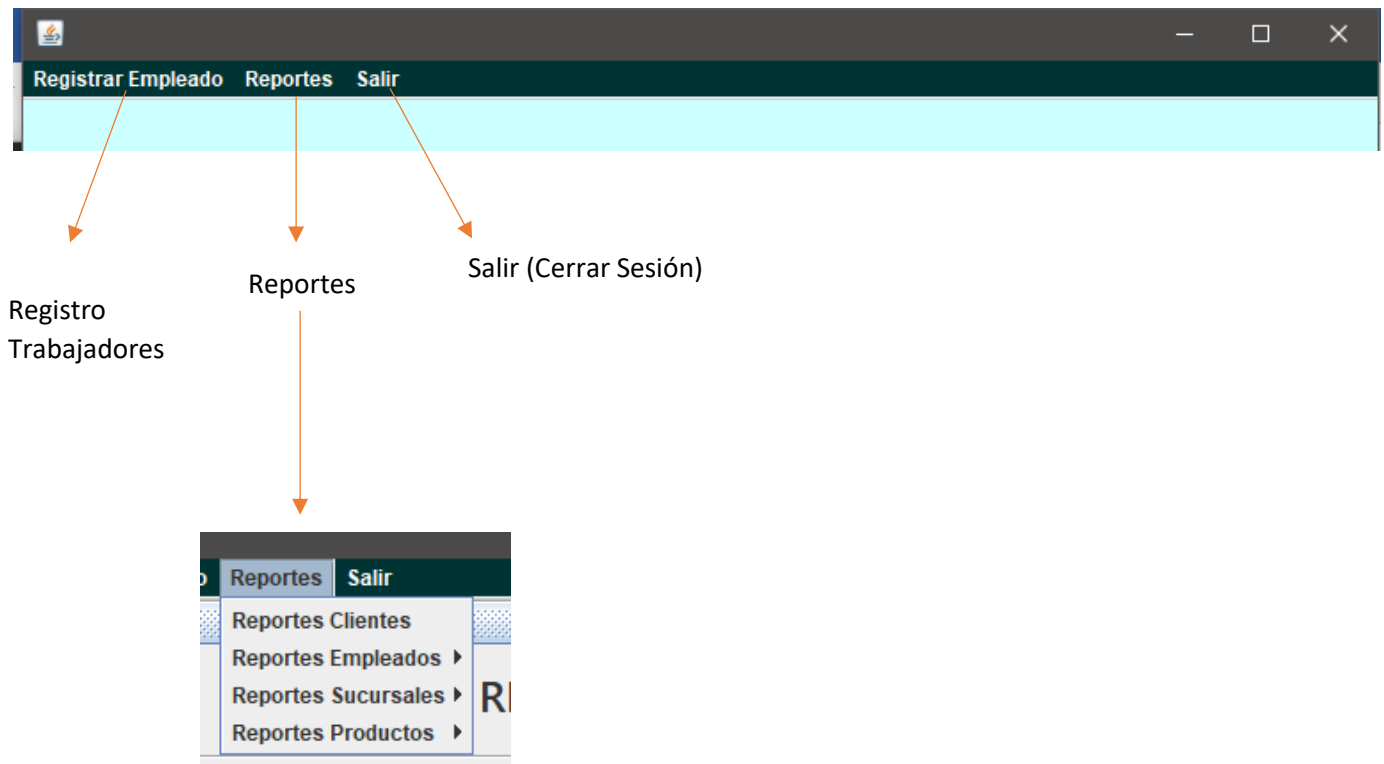 Registrar Empleado Reportes Salir
Salir (Cerrar Sesión)
Reportes
Registro
Trabajadores
o Reportes Salir
Reportes Clientes
Reportes Empleados
Reportes Sucursales
Reportes Productos